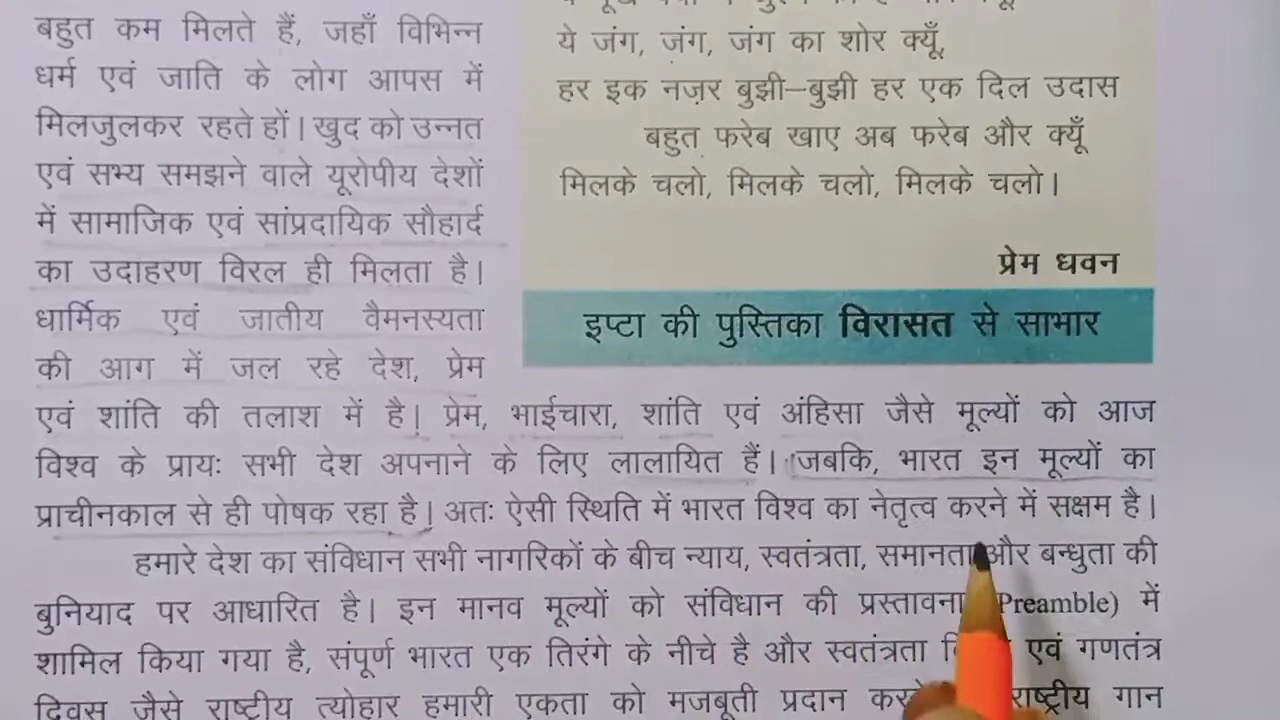 बहुत कम मिलते हैं, जहाँ विभिन्न
धर्म एवं जाति के लोग आपस में
मिलजुलकर रहते हों। खुद को उन्नत
एवं सभ्य समझने वाले यूरोपीय देशों
में सामाजिक एवं सांप्रदायिक सौहार्द
का उदाहरण विरल ही मिलता है।
धार्मिक एवं जातीय वैमनस्यता
की आग में जल रहे देश, प्रेम
एवं शांति की तलाश में है। प्रेम, भाईचारा, शांति एवं अंहिसा जैसे मूल्यों को आज
विश्व के प्रायः सभी देश अपनाने के लिए लालायित हैं। जबकि, भारत इन मूल्यों का
प्राचीनकाल से ही पोषक रहा है। अतः ऐसी स्थिति में भारत विश्व का नेतृत्व करने में सक्षम है।
हमारे देश का संविधान सभी नागरिकों के बीच न्याय, स्वतंत्रता, समानता और बन्धुता की
बुनियाद पर आधारित है। इन मानव मूल्यों को संविधान की प्रस्तावना (Preamble) में
शामिल किया गया है, संपूर्ण भारत एक तिरंगे के नीचे है और स्वतंत्रता एवं गणतंत्र
दिवस जैसे राष्ट्रीय त्योहार हमारी एकता को मजबूती प्रदान राष्ट्रीय गान
ये जंग, जंग, जंग का शोर क्यूँ,
हर इक नज़र बुझी–बुझी हर एक दिल उदास
बहुत फरेब खाए अब फरेब और क्यूँ
मिलके चलो, मिलके चलो, मिलके चलो।
प्रेम धवन
इप्टा की पुस्तिका विरासत से साभार